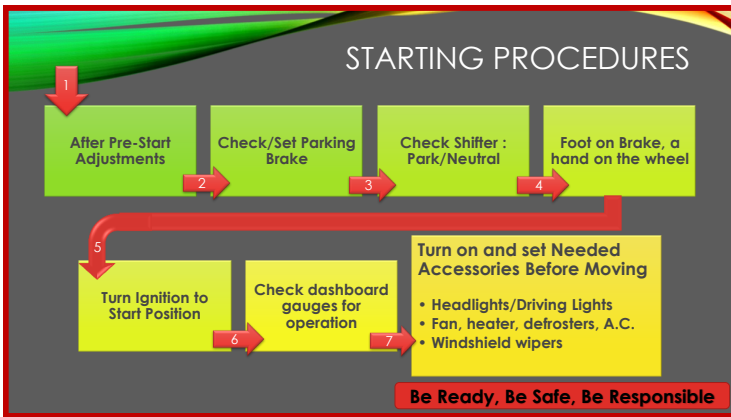 STARTING PROCEDURES
1
After Pre-Start
Adjustments
2
Check/Set Parking
Brake
3
Check Shifter :
Park/Neutral
4
Foot on Brake, a
hand on the wheel
5
Turn Ignition to
Start Position
6
Check dashboard
gauges for
operation
7
Turn on and set Needed
Accessories Before Moving
• Headlights/Driving Lights
• Fan, heater, defrosters, A.C.
• Windshield wipers
Be Ready, Be Safe, Be Responsible